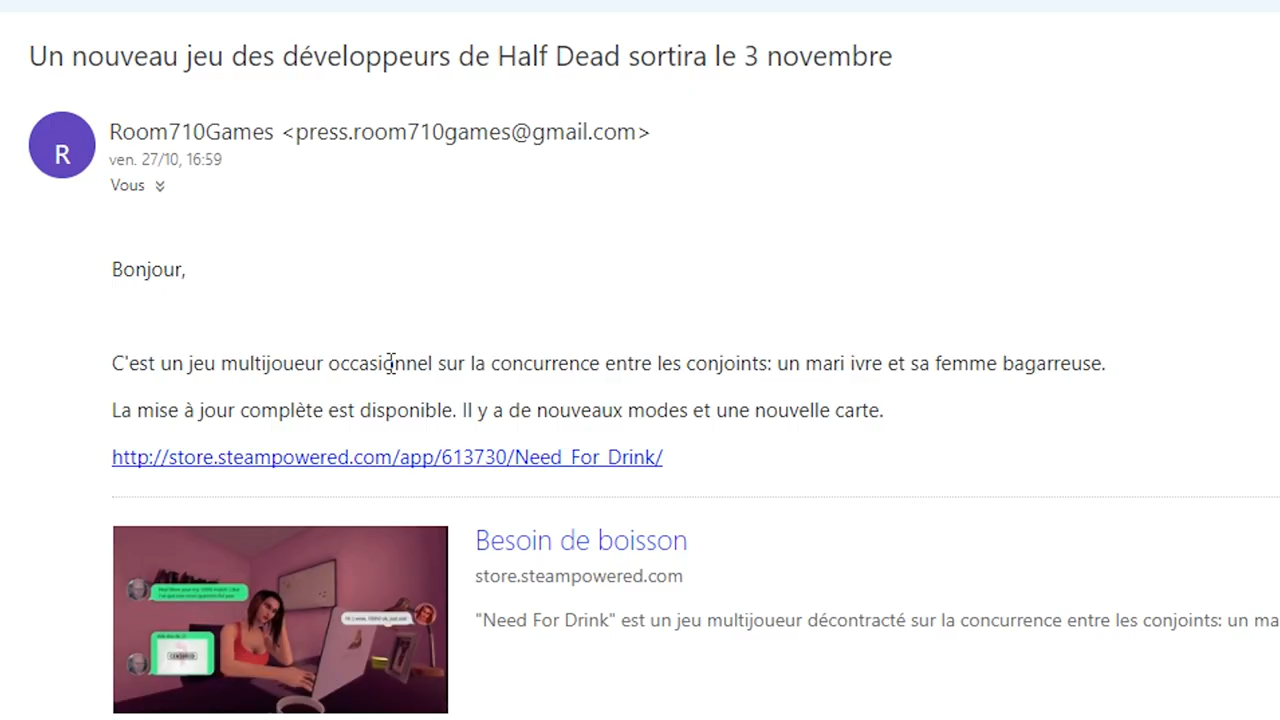 Un nouveau jeu des développeurs de Half Dead sortira le 3 novembre
R
Room710Games <press.room710games@gmail.com>
ven. 27/10, 16:59
Vous
Bonjour,
C'est un jeu multijoueur occasionnel sur la concurrence entre les conjoints: un mari ivre et sa femme bagarreuse.
La mise à jour complète est disponible. Il y a de nouveaux modes et une nouvelle carte.
http://store.steampowered.com/app/613730/Need_For_Drink/
Besoin de boisson
store.steampowered.com
"Need For Drink" est un jeu multijoueur décontracté sur la concurrence entre les conjoints: un ma
CENSORED